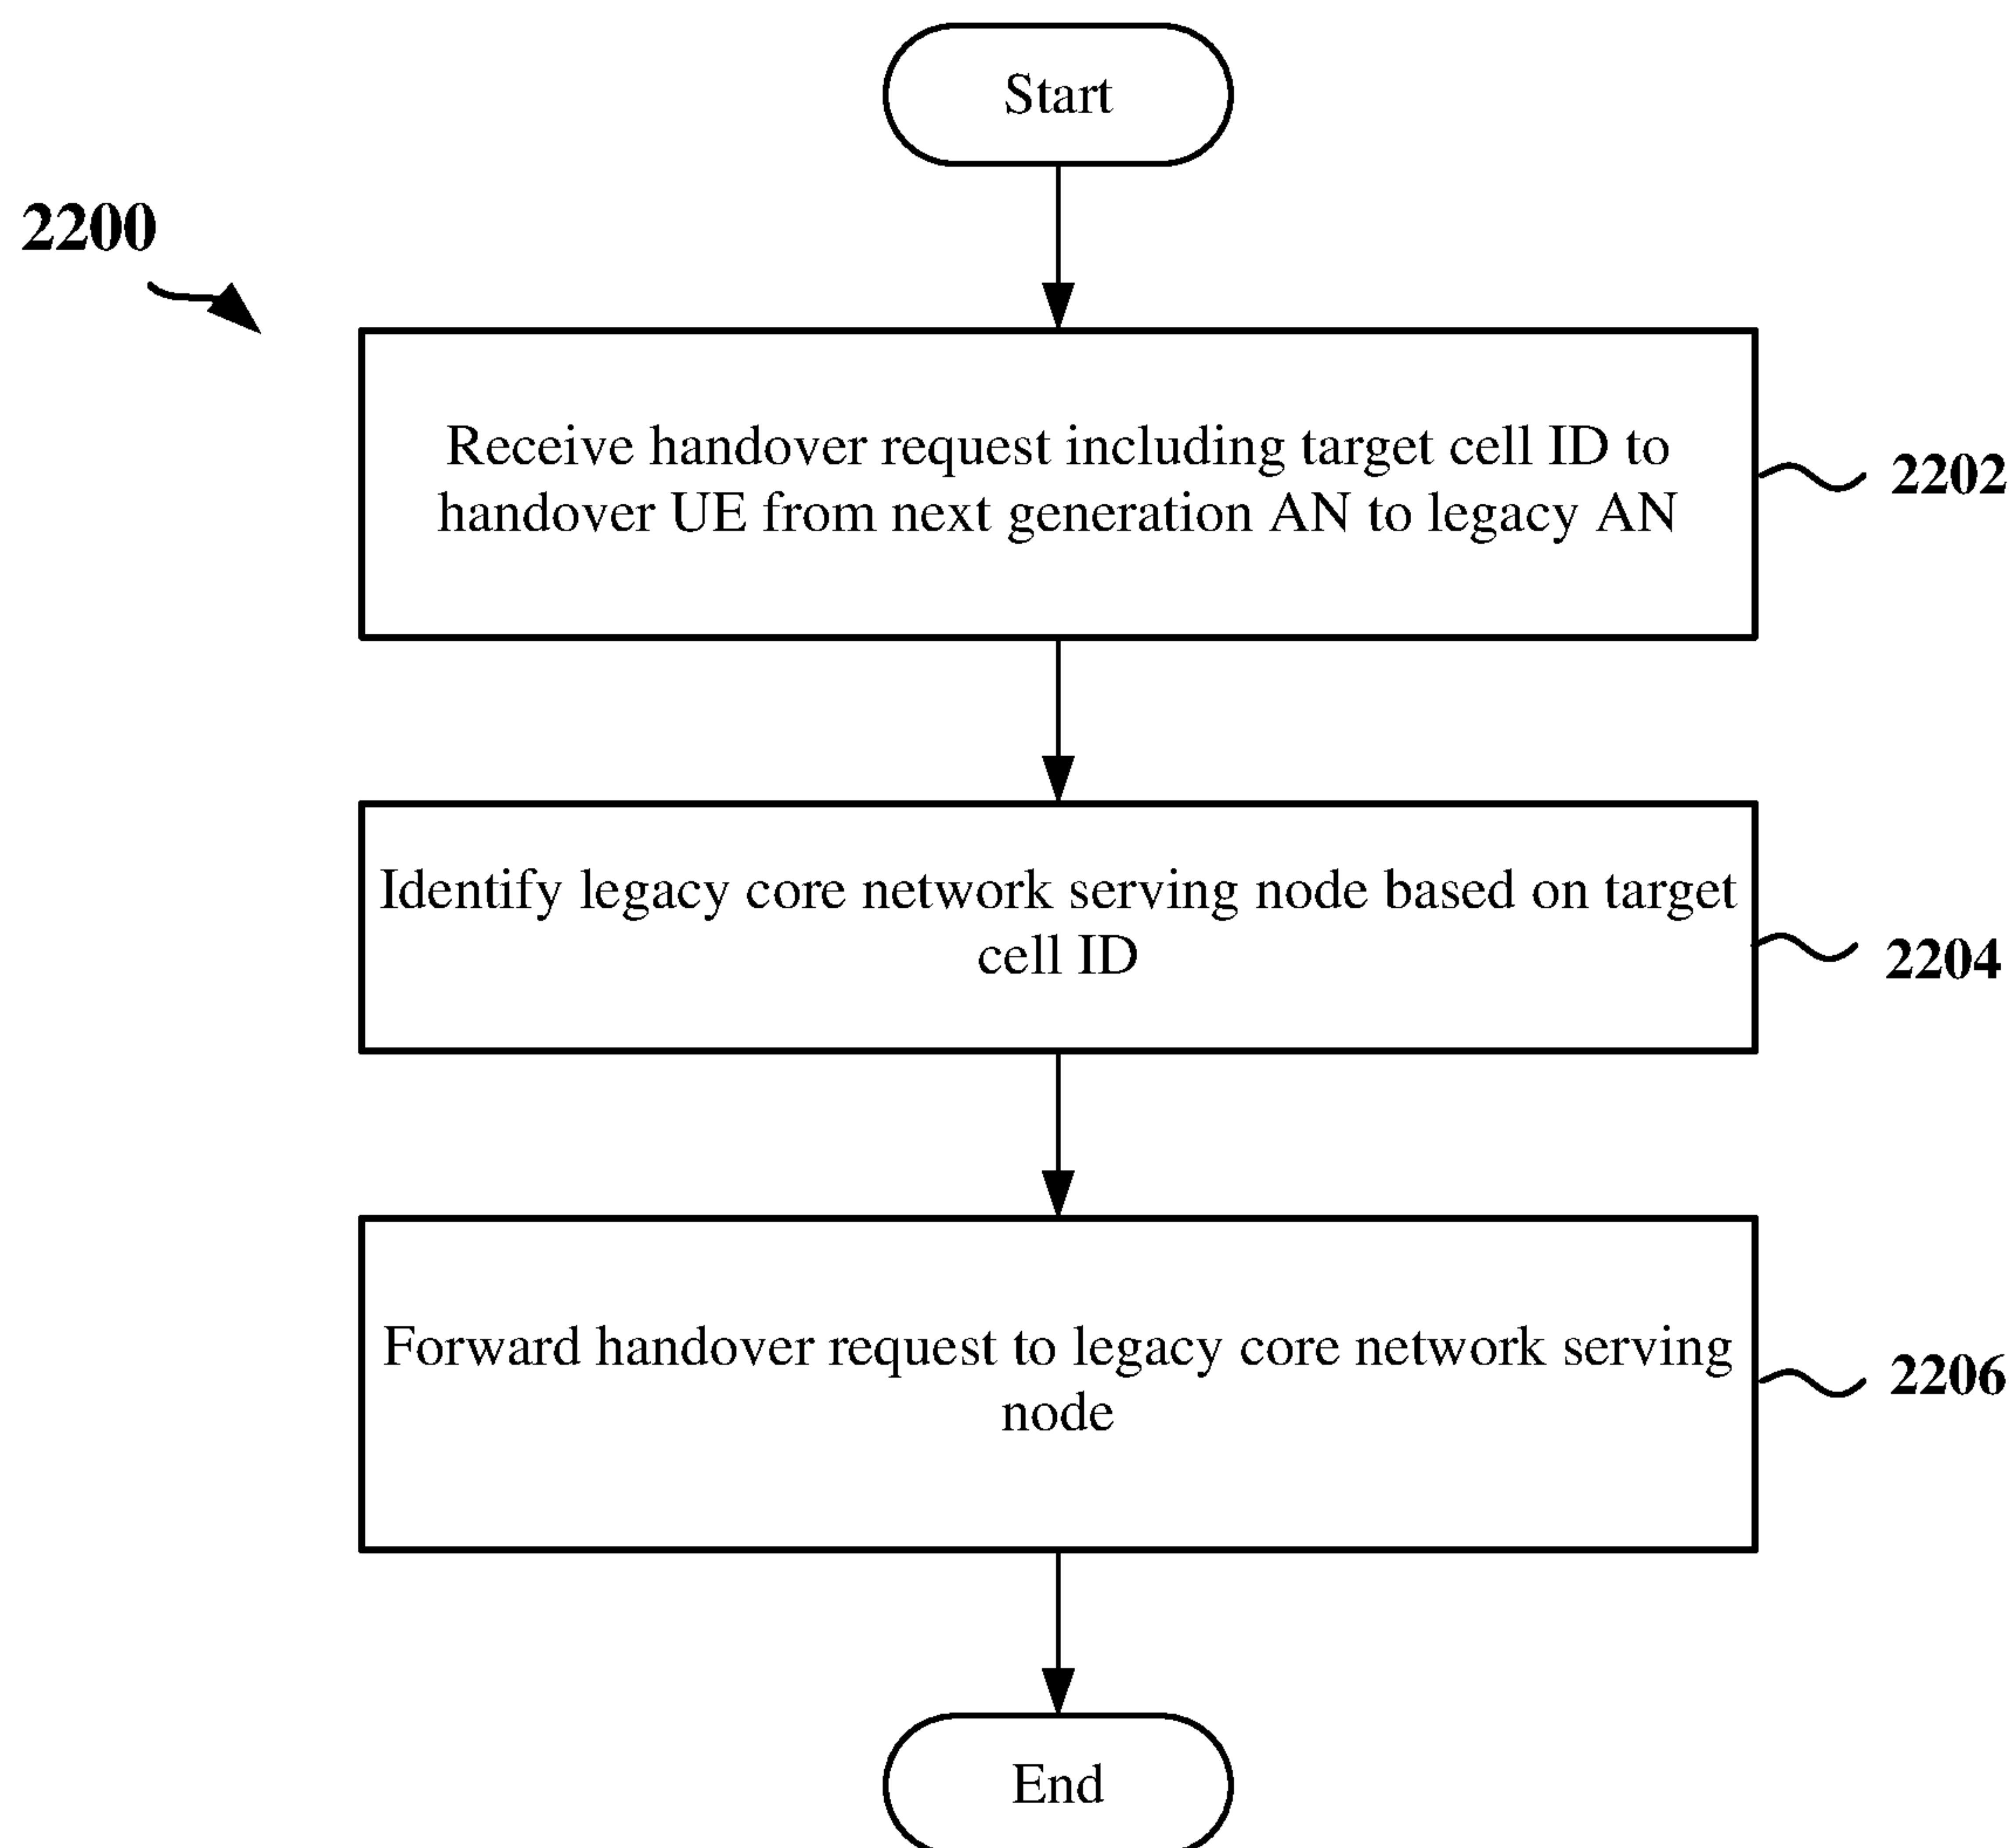 Start
2200
Receive handover request including target cell ID to
handover UE from next generation AN to legacy AN
2202
Identify legacy core network serving node based on target
cell ID
2204
Forward handover request to legacy core network serving
node
2206
End